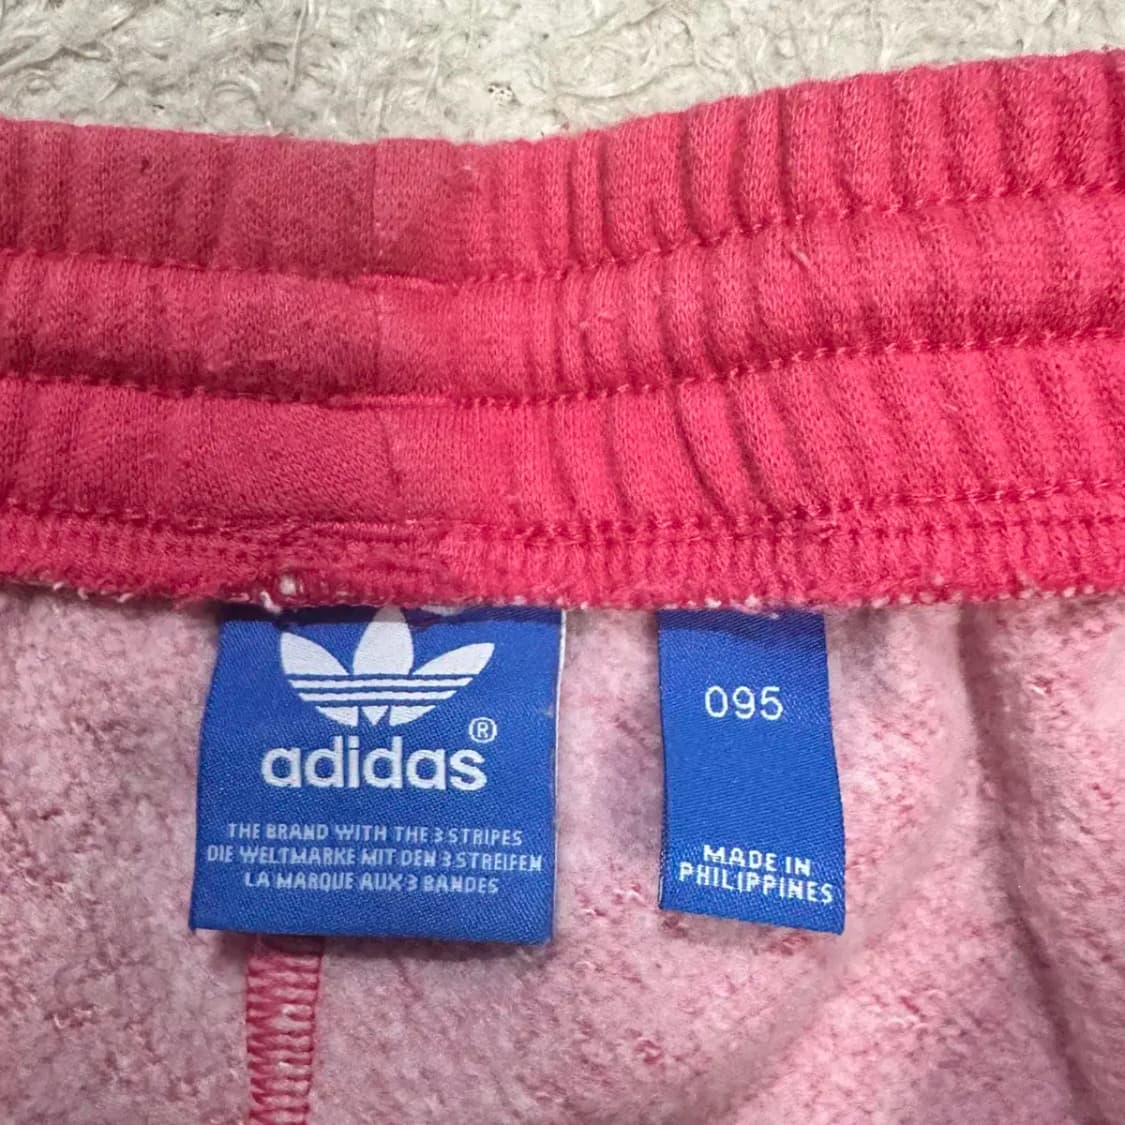 adidas®
THE BRAND WITH THE 3 STRIPES
DIE WELTMARKE MIT DEN 3 STREIFEN
LA MARQUE AUX 3 BANDES
095
MADE IN
PHILIPPINES